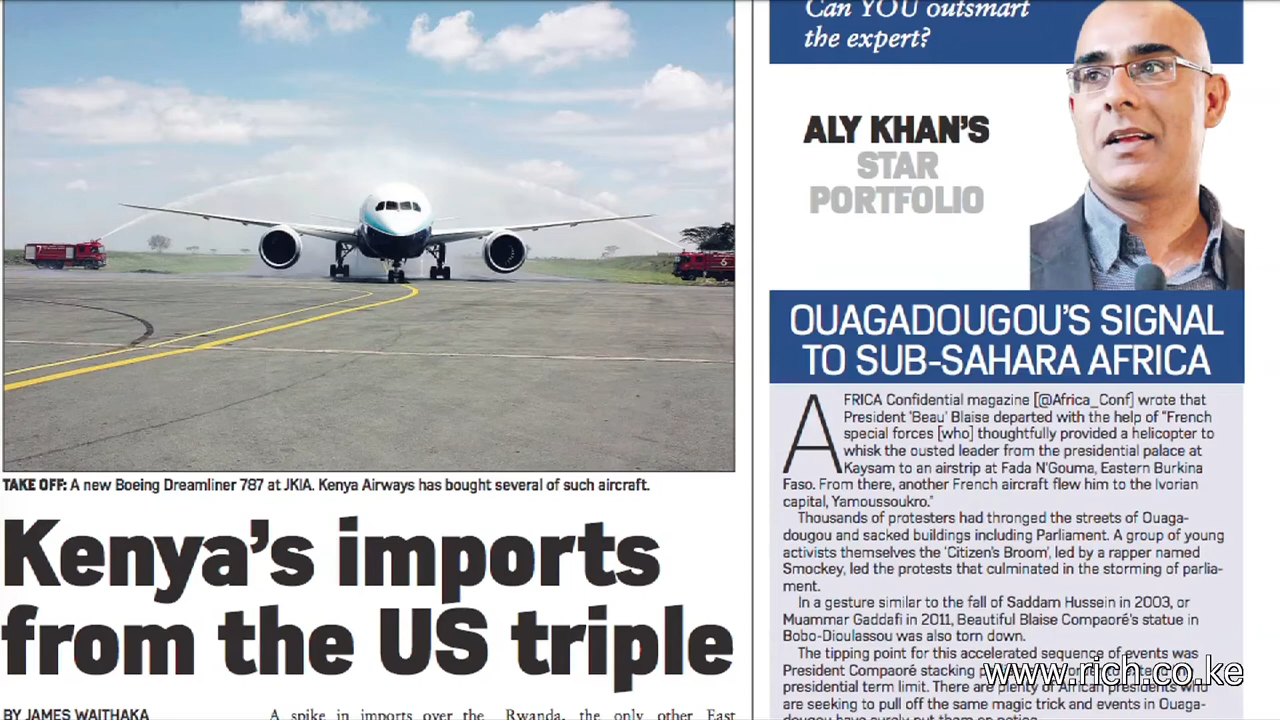 TAKE OFF: A new Boeing Dreamliner 787 at JKIA. Kenya Airways has bought several of such aircraft.
Kenya's imports
from the US triple
BY JAMES WAITHAKA
A spike in imports over the
Rwanda, the only other East
Can YOU outsmart
the expert?
ALY KHAN'S
STAR
PORTFOLIO
OUAGADOUGOU'S SIGNAL
TO SUB-SAHARA AFRICA
AFRICA Confidential magazine [@Africa_Conf] wrote that
President 'Beau' Blaise departed with the help of "French
special forces [who] thoughtfully provided a helicopter to
whisk the ousted leader from the presidential palace at
Kaysam to an airstrip at Fada N'Gouma, Eastern Burkina
Faso. From there, another French aircraft flew him to the Ivorian
capital, Yamoussoukro."
Thousands of protesters had thronged the streets of Ouaga-
dougou and sacked buildings including Parliament. A group of young
activists themselves the 'Citizen's Broom', led by a rapper named
Smockey, led the protests that culminated in the storming of parlia-
ment.
In a gesture similar to the fall of Saddam Hussein in 2003, or
Muammar Gaddafi in 2011, Beautiful Blaise Compaoré's statue in
Bobo-Dioulassou was also torn down.
The tipping point for this accelerated sequence of events was
President Compaoré stacking
presidential term limit. There are plenty of African presidents who
are seeking to pull off the same magic trick and events in Ouaga-
dougou have surely put them on notice.
www.rich.co.ke